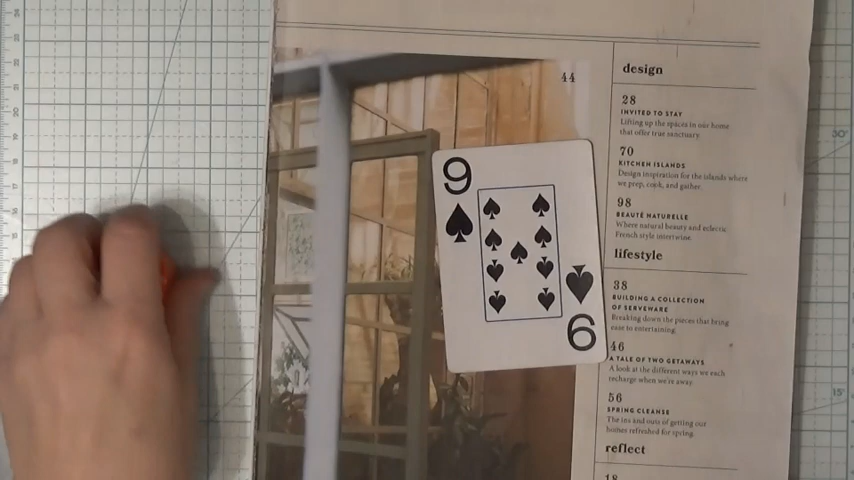 44
9
6
design
28
INVITED TO STAY
Lifting up the spaces in our home
that offer true sanctuary.
70
KITCHEN ISLANDS
Design inspiration for the islands where
we prep, cook, and gather.
98
BEAUTÉ NATURELLE
Where natural beauty and eclectic
French style intertwine.
lifestyle
38
BUILDING A COLLECTION
OF SERVEWARE
Breaking down the pieces that bring
ease to entertaining.
46
A TALE OF TWO GETAWAYS
A look at the different ways we each
recharge when we're away.
56
SPRING CLEANSE
The ins and outs of getting our
homes refreshed for spring.
reflect
18
30°
15°